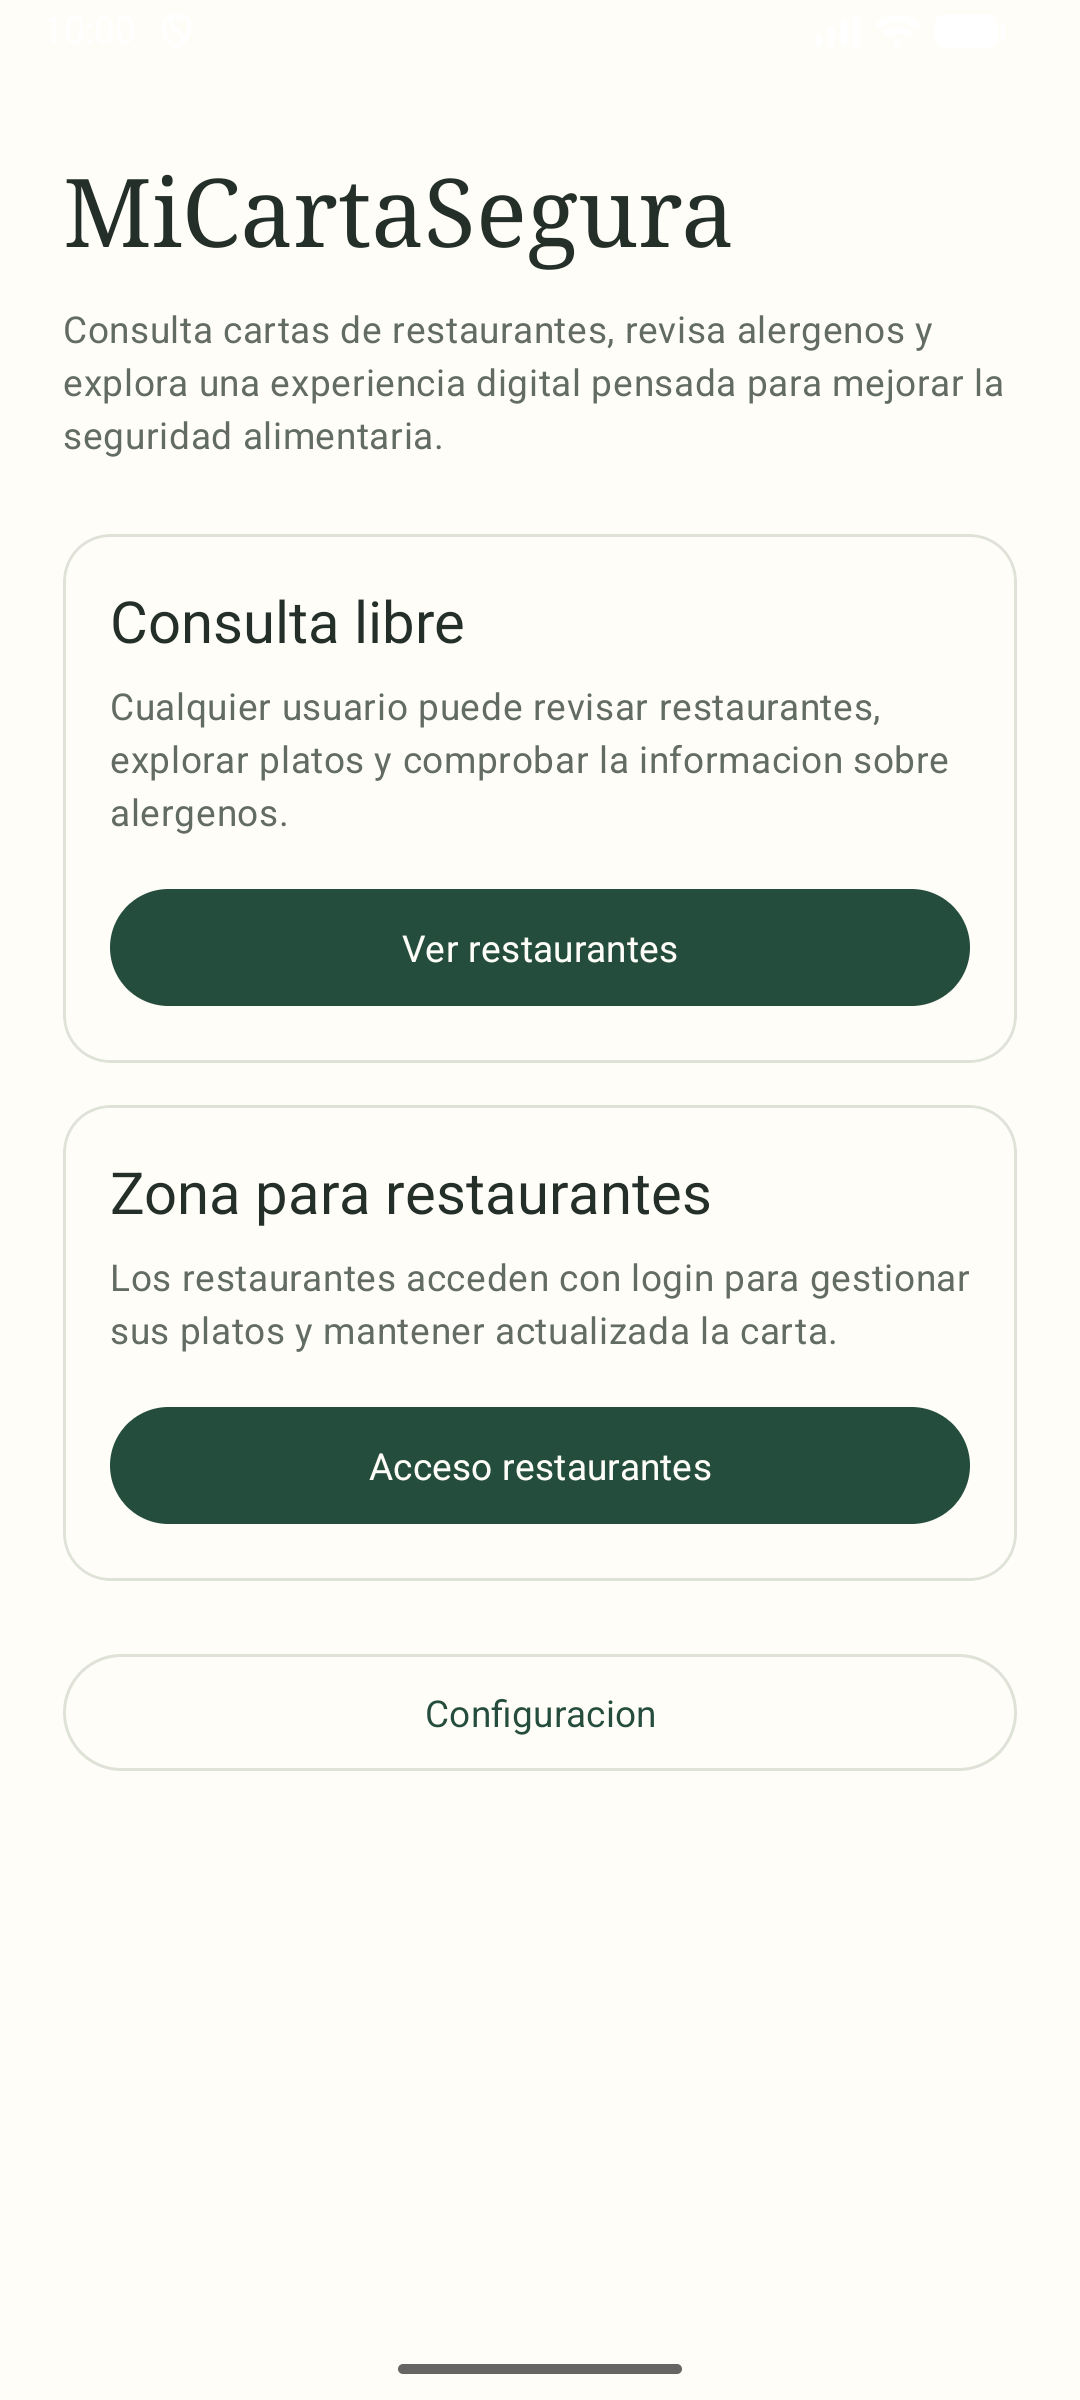 MiCartaSegura
Consulta cartas de restaurantes, revisa alergenos y
explora una experiencia digital pensada para mejorar la
seguridad alimentaria.
Consulta libre
Cualquier usuario puede revisar restaurantes,
explorar platos y comprobar la informacion sobre
alergenos.
Ver restaurantes
Zona para restaurantes
Los restaurantes acceden con login para gestionar
sus platos y mantener actualizada la carta.
Acceso restaurantes
Configuracion